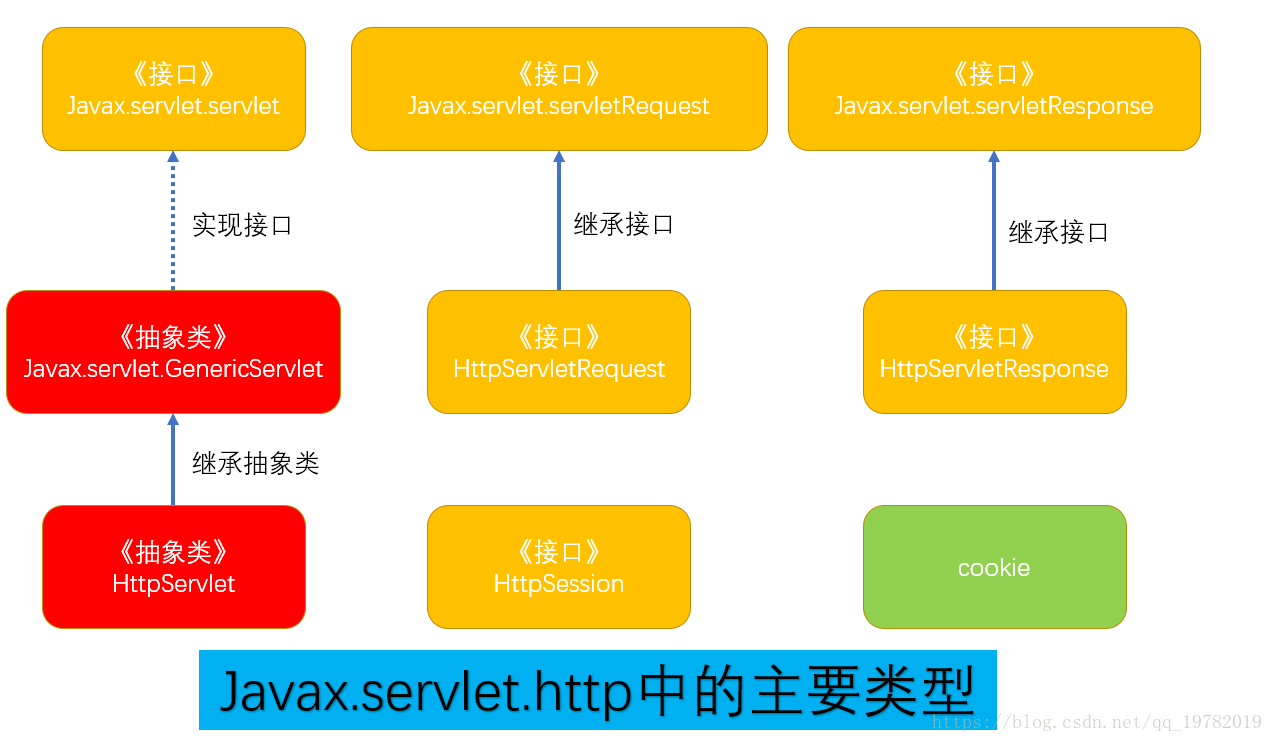 《接口》
Javax.servlet.servlet
《接口》
Javax.servlet.servletRequest
《接口》
Javax.servlet.servletResponse
实现接口
继承接口
继承接口
《抽象类》
Javax.servlet.GenericServlet
《接口》
HttpServletRequest
《接口》
HttpServletResponse
继承抽象类
《抽象类》
HttpServlet
《接口》
HttpSession
cookie
Javax.servlet.http中的主要类型
https://blog.csdn.net/qq_19782019